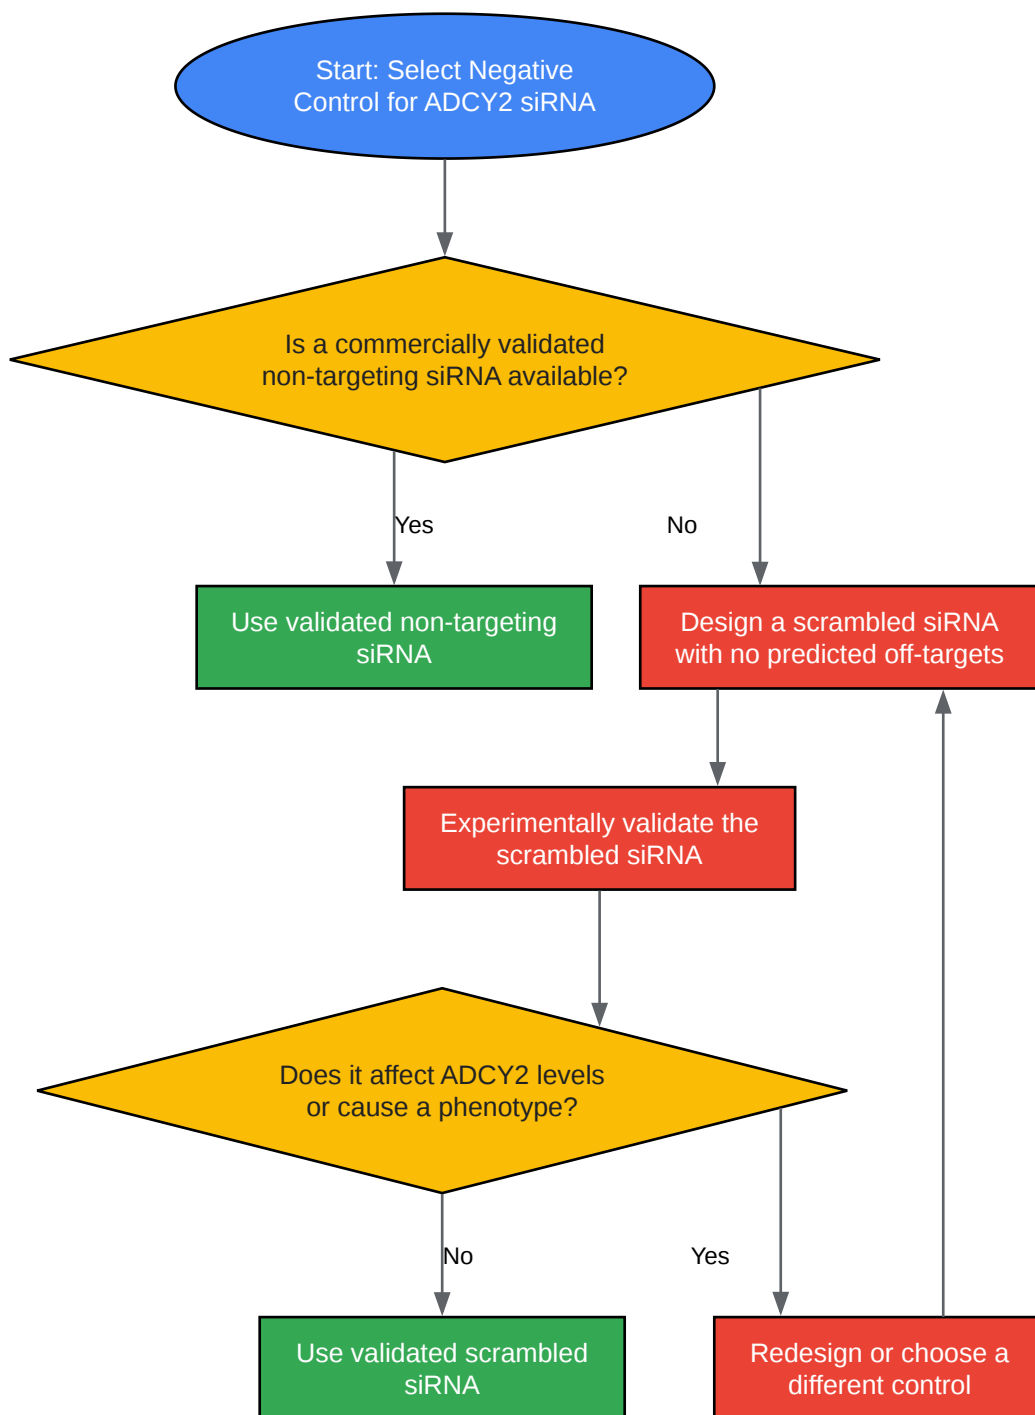 Start: Select Negative
Control for ADCY2 siRNA
Is a commercially validated
non-targeting siRNA available?
Yes
No
Use validated non-targeting
siRNA
Design a scrambled siRNA
with no predicted off-targets
Experimentally validate the
scrambled siRNA
Does it affect ADCY2 levels
or cause a phenotype?
No
Yes
Use validated scrambled
siRNA
Redesign or choose a
different control